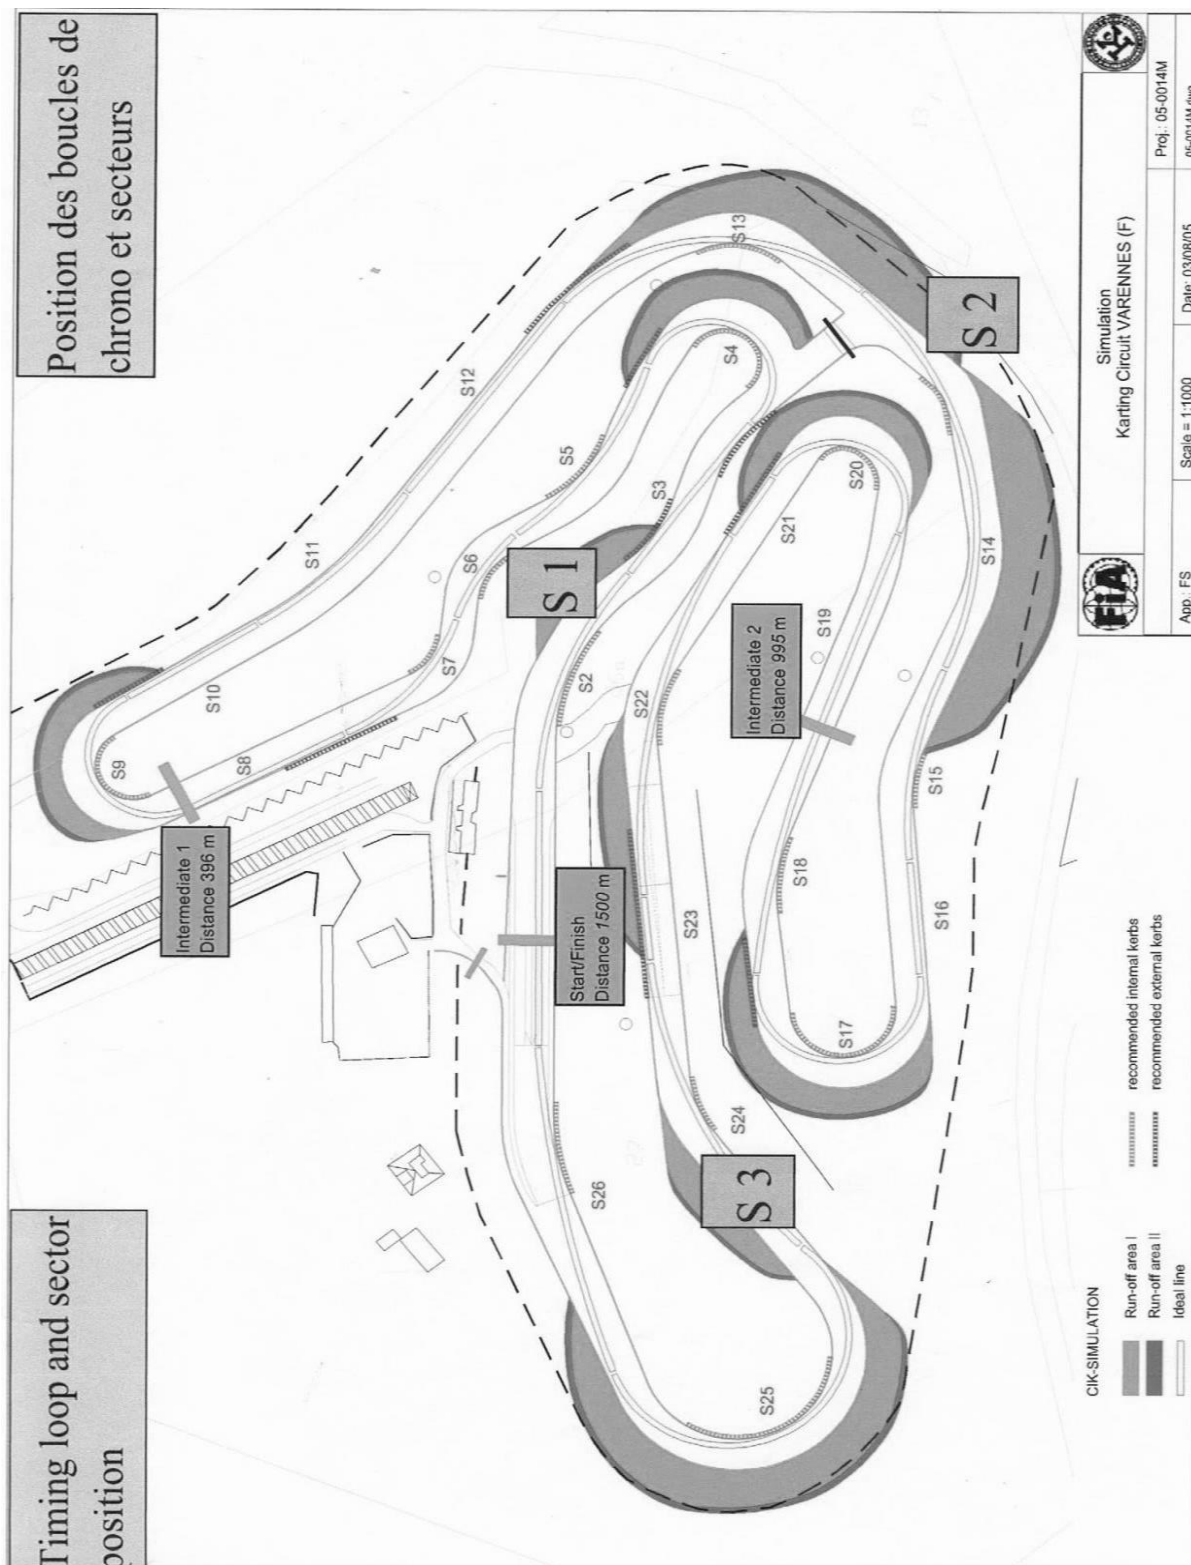 Timing loop and sector
position
Position des boucles de
chrono et secteurs
Intermediate 1
Distance 396 m
Start/Finish
Distance 1500 m
Intermediate 2
Distance 995 m
S 1
S 2
S 3
S2
S3
S4
S5
S6
S7
S8
S9
S10
S11
S12
S13
S14
S15
S16
S17
S18
S19
S20
S21
S22
S23
S24
S25
S26
CIK-SIMULATION
Run-off area I
Run-off area II
Ideal line
recommended internal kerbs
recommended external kerbs
FiA
Simulation
Karting Circuit VARENNES (F)
App.: FS
Scale = 1:1000
Date: 03/08/05
Proj.: 05-0014M
05-0014M.dwg